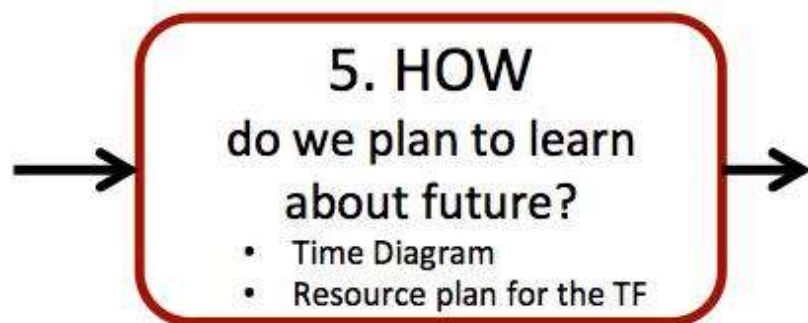 5. HOW
do we plan to learn
about future?
• Time Diagram
• Resource plan for the TF